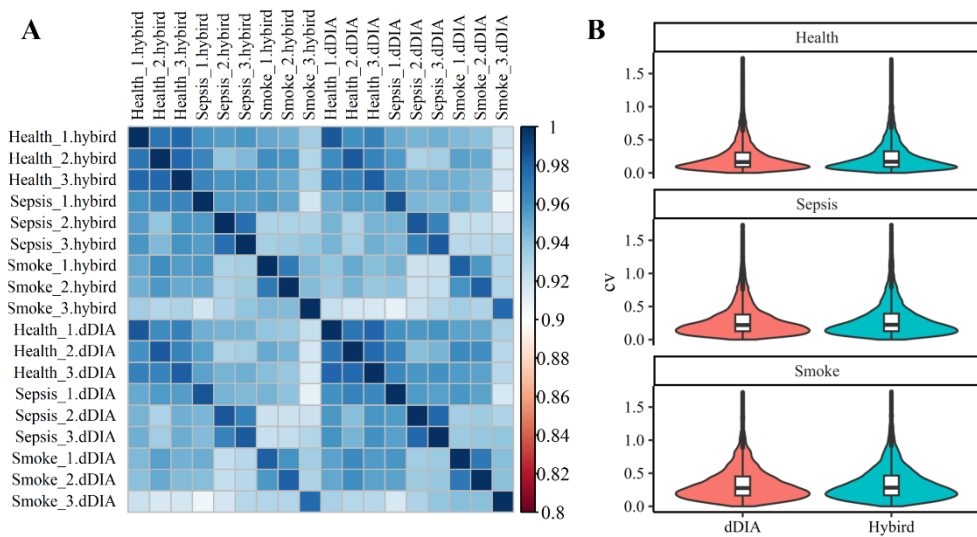 A
Health_1.hybird
Health_2.hybird
Health_3.hybird
Sepsis_1.hybird
Sepsis_2.hybird
Sepsis_3.hybird
Smoke_1.hybird
Smoke_2.hybird
Smoke_3.hybird
Health_1.dDIA
Health_2.dDIA
Health_3.dDIA
Sepsis_1.dDIA
Sepsis_2.dDIA
Sepsis_3.dDIA
Smoke_1.dDIA
Smoke_2.dDIA
Smoke_3.dDIA
Health_1.hybird
Health_2.hybird
Health_3.hybird
Sepsis_1.hybird
Sepsis_2.hybird
Sepsis_3.hybird
Smoke_1.hybird
Smoke_2.hybird
Smoke_3.hybird
Health_1.dDIA
Health_2.dDIA
Health_3.dDIA
Sepsis_1.dDIA
Sepsis_2.dDIA
Sepsis_3.dDIA
Smoke_1.dDIA
Smoke_2.dDIA
Smoke_3.dDIA
1
0.98
0.96
0.94
0.92
0.9
0.88
0.86
0.84
0.82
0.8
B
Health
1.5
1.0
0.5
0.0
Sepsis
1.5
1.0
0.5
0.0
cv
Smoke
1.5
1.0
0.5
0.0
dDIA Hybird